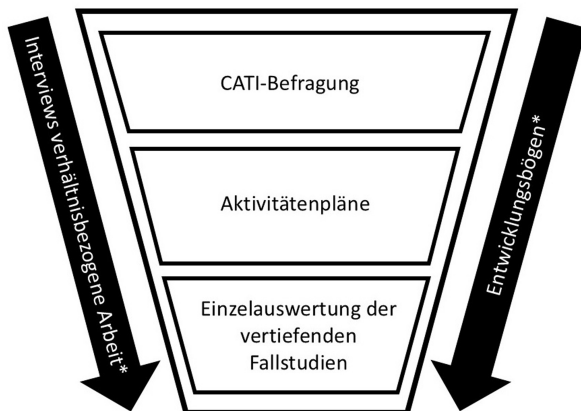 Interviews verhältnisbezogene Arbeit*
CATI-Befragung
Aktivitätenpläne
Einzelauswertung der
vertiefenden
Fallstudien
Entwicklungsbögen*